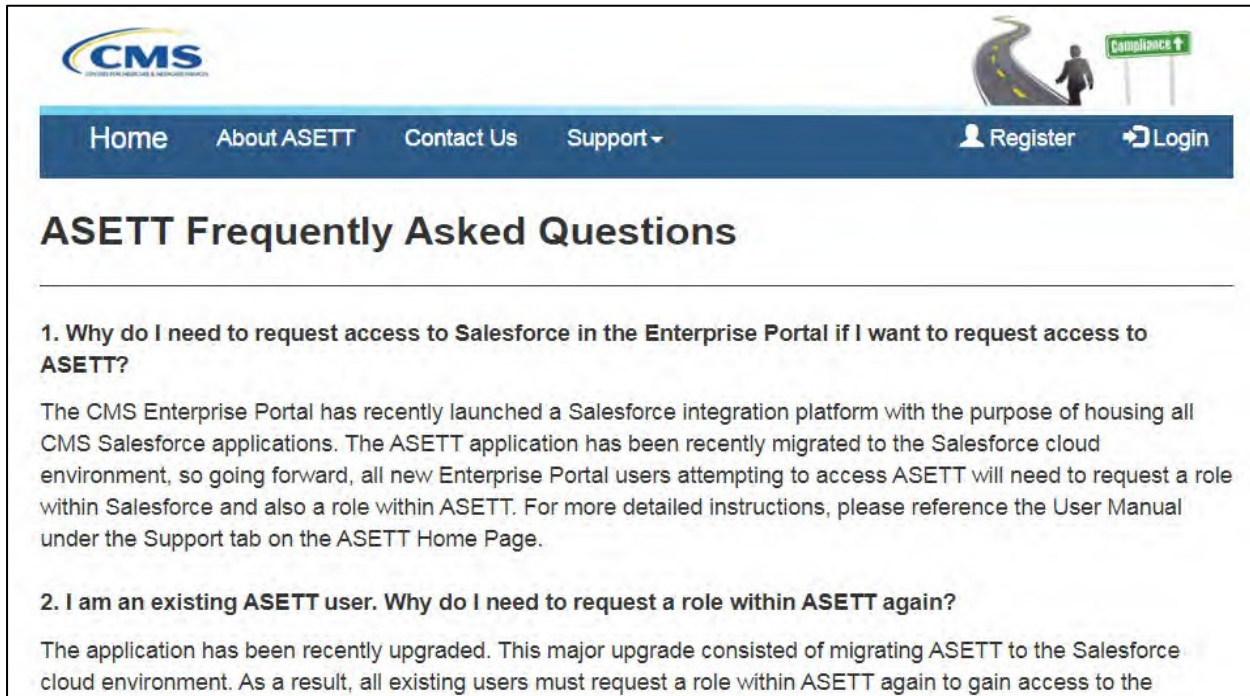 CMS
CENTERS FOR MEDICARE & MEDICAID SERVICES
Compliance
Home About ASETT Contact Us Support Register Login
ASETT Frequently Asked Questions
1. Why do I need to request access to Salesforce in the Enterprise Portal if I want to request access to
ASETT?
The CMS Enterprise Portal has recently launched a Salesforce integration platform with the purpose of housing all
CMS Salesforce applications. The ASETT application has been recently migrated to the Salesforce cloud
environment, so going forward, all new Enterprise Portal users attempting to access ASETT will need to request a role
within Salesforce and also a role within ASETT. For more detailed instructions, please reference the User Manual
under the Support tab on the ASETT Home Page.
2. I am an existing ASETT user. Why do I need to request a role within ASETT again?
The application has been recently upgraded. This major upgrade consisted of migrating ASETT to the Salesforce
cloud environment. As a result, all existing users must request a role within ASETT again to gain access to the